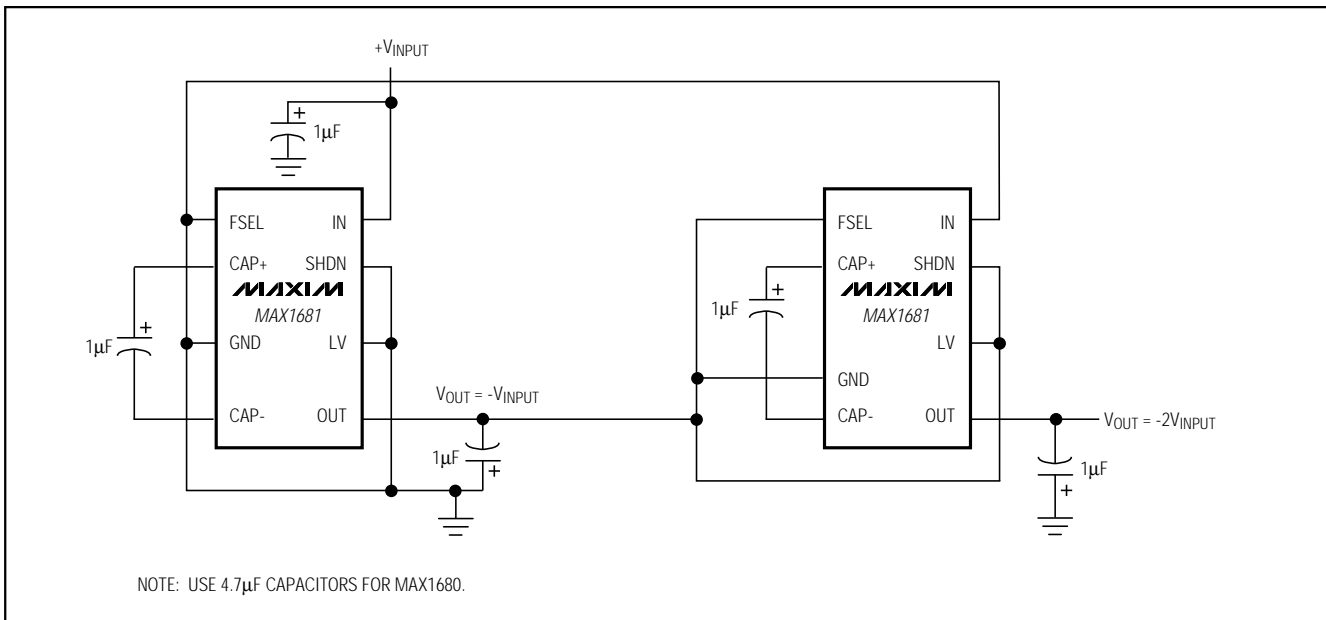 +VINPUT
+
1µF
FSEL IN
CAP+ SHDN
MAXIM
MAX1681
GND LV
CAP- OUT
+
1µF
VOUT = -VINPUT
1µF
+
FSEL IN
CAP+ SHDN
MAXIM
MAX1681
LV
GND
CAP- OUT
+
1µF
VOUT = -2VINPUT
1µF
+
NOTE: USE 4.7µF CAPACITORS FOR MAX1680.